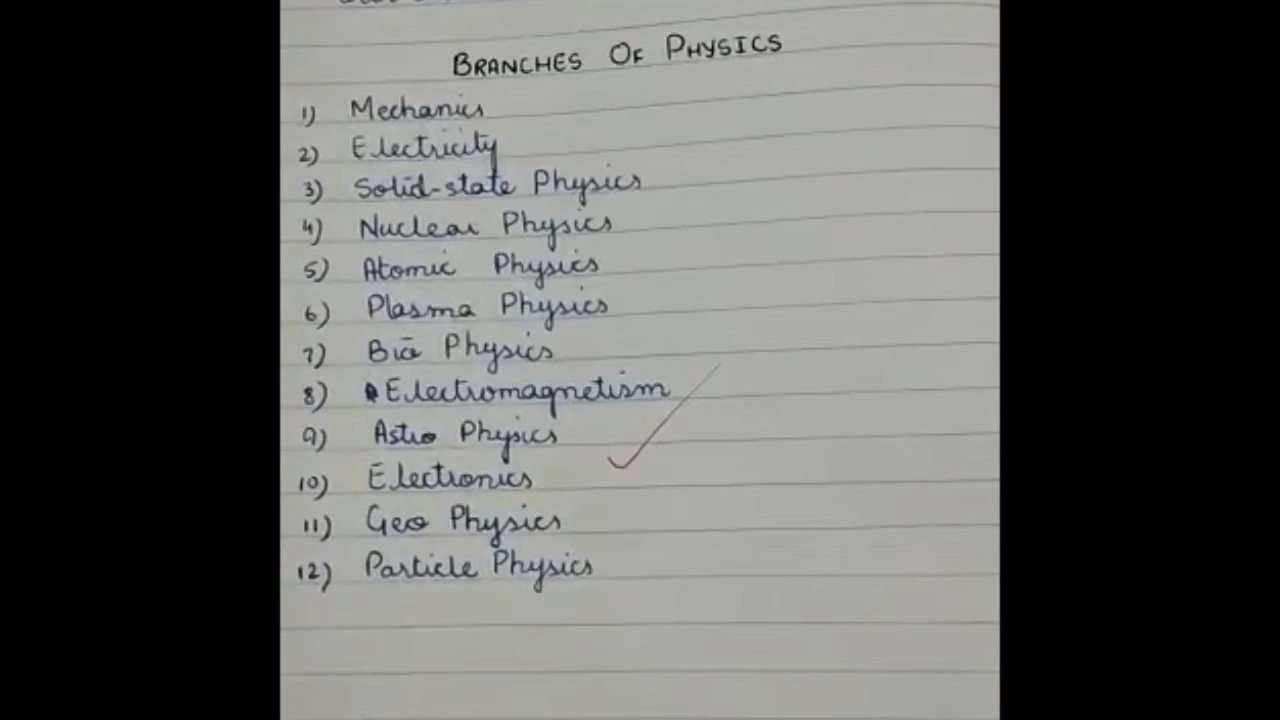 BRANCHES OF PHYSICS
1) Mechanics
2) Electricity
3) Solid-state Physics
4) Nuclear Physics
5) Atomic Physics
6) Plasma Physics
7) Bio Physics
8) Electromagnetism
9) Astro Physics
10) Electronics
11) Geo Physics
12) Particle Physics